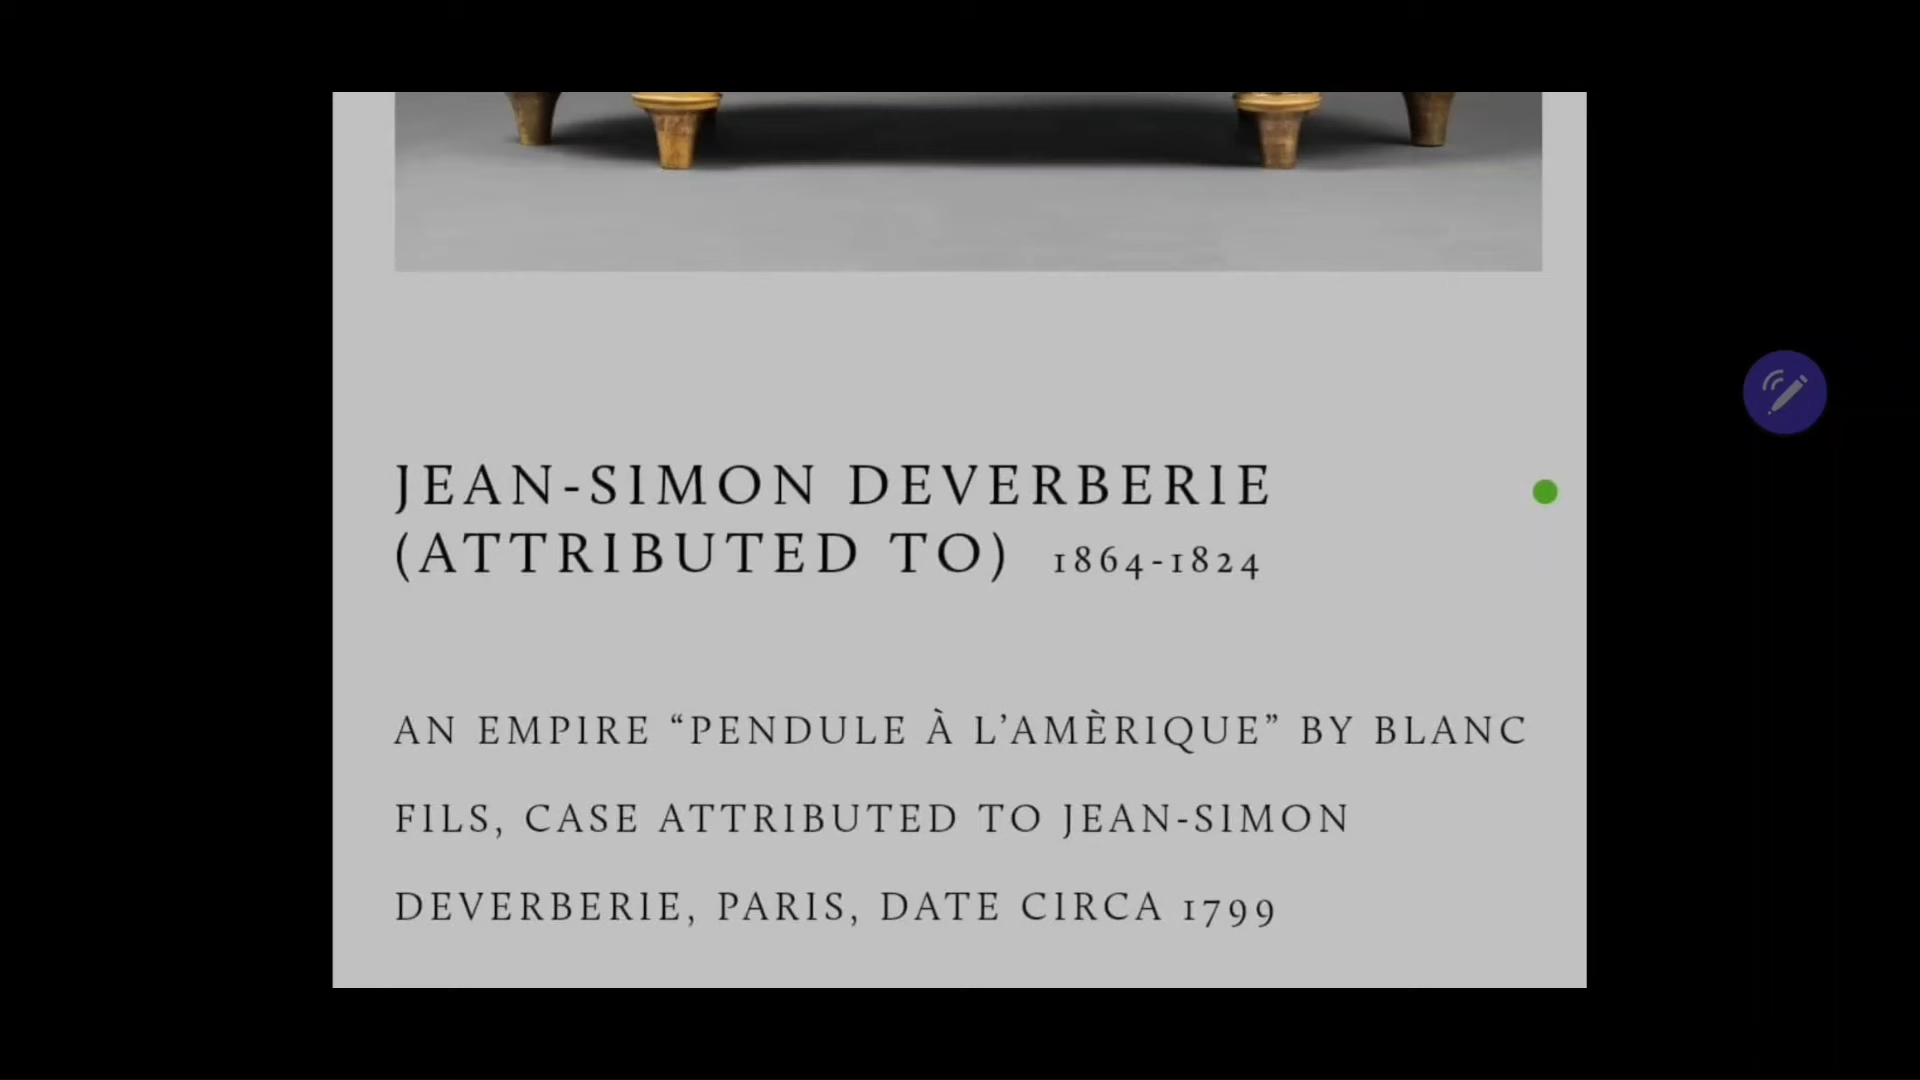 JEAN-SIMON DEVERBERIE
(ATTRIBUTED TO) 1864-1824
AN EMPIRE “PENDULE À L’AMÈRIQUE” BY BLANC
FILS, CASE ATTRIBUTED TO JEAN-SIMON
DEVERBERIE, PARIS, DATE CIRCA 1799